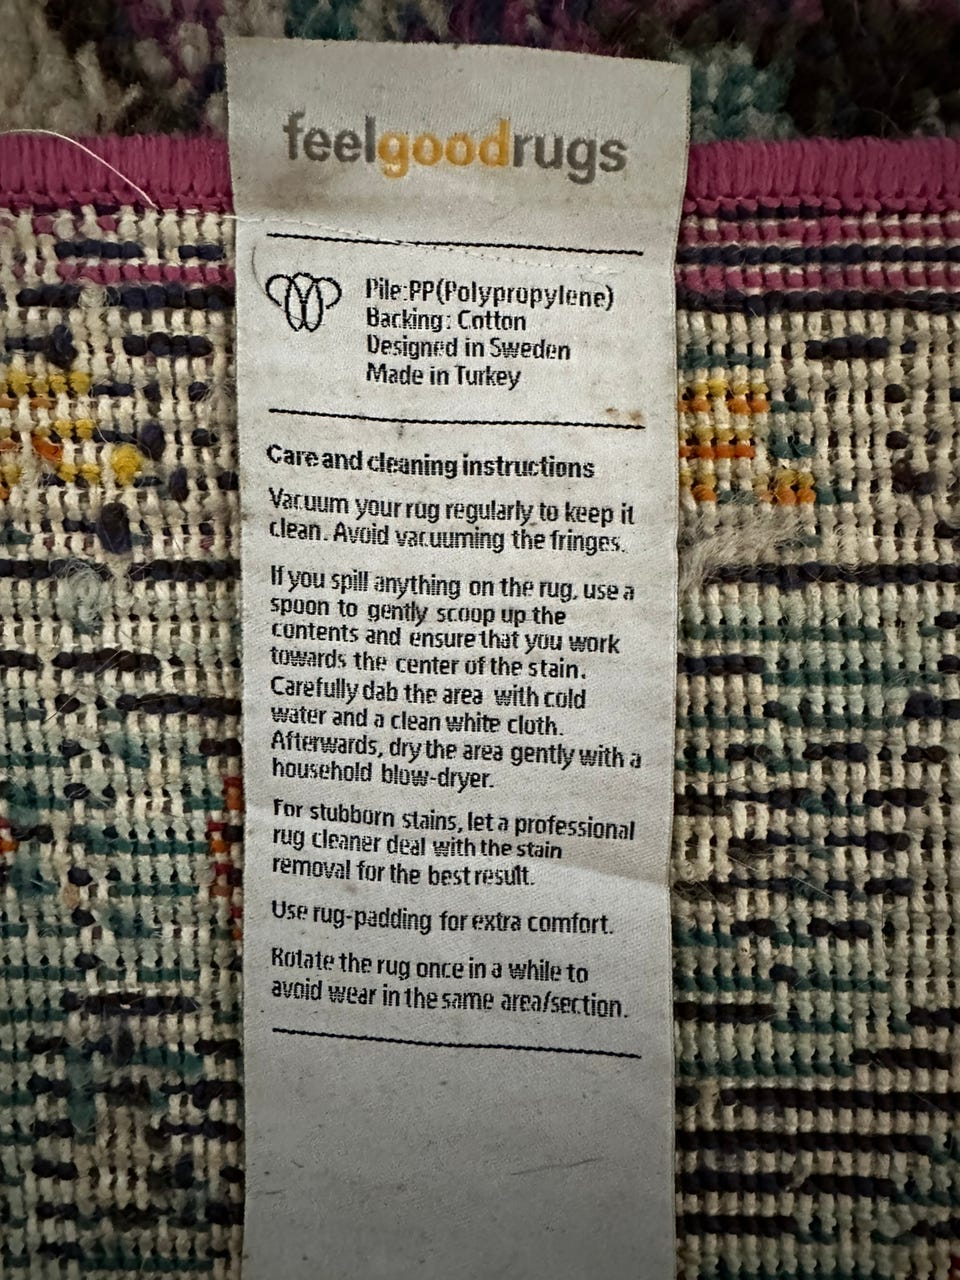 feelgoodrugs
Pile:PP(Polypropylene)
Backing: Cotton
Designed in Sweden
Made in Turkey
Care and cleaning instructions
Vacuum your rug regularly to keep it
clean. Avoid vacuuming the fringes.
If you spill anything on the rug, use a
spoon to gently scoop up the
contents and ensure that you work
towards the center of the stain.
Carefully dab the area with cold
water and a clean white cloth.
Afterwards, dry the area gently with a
household blow-dryer.
For stubborn stains, let a professional
rug cleaner deal with the stain
removal for the best result.
Use rug-padding for extra comfort.
Rotate the rug once in a while to
avoid wear in the same area/section.